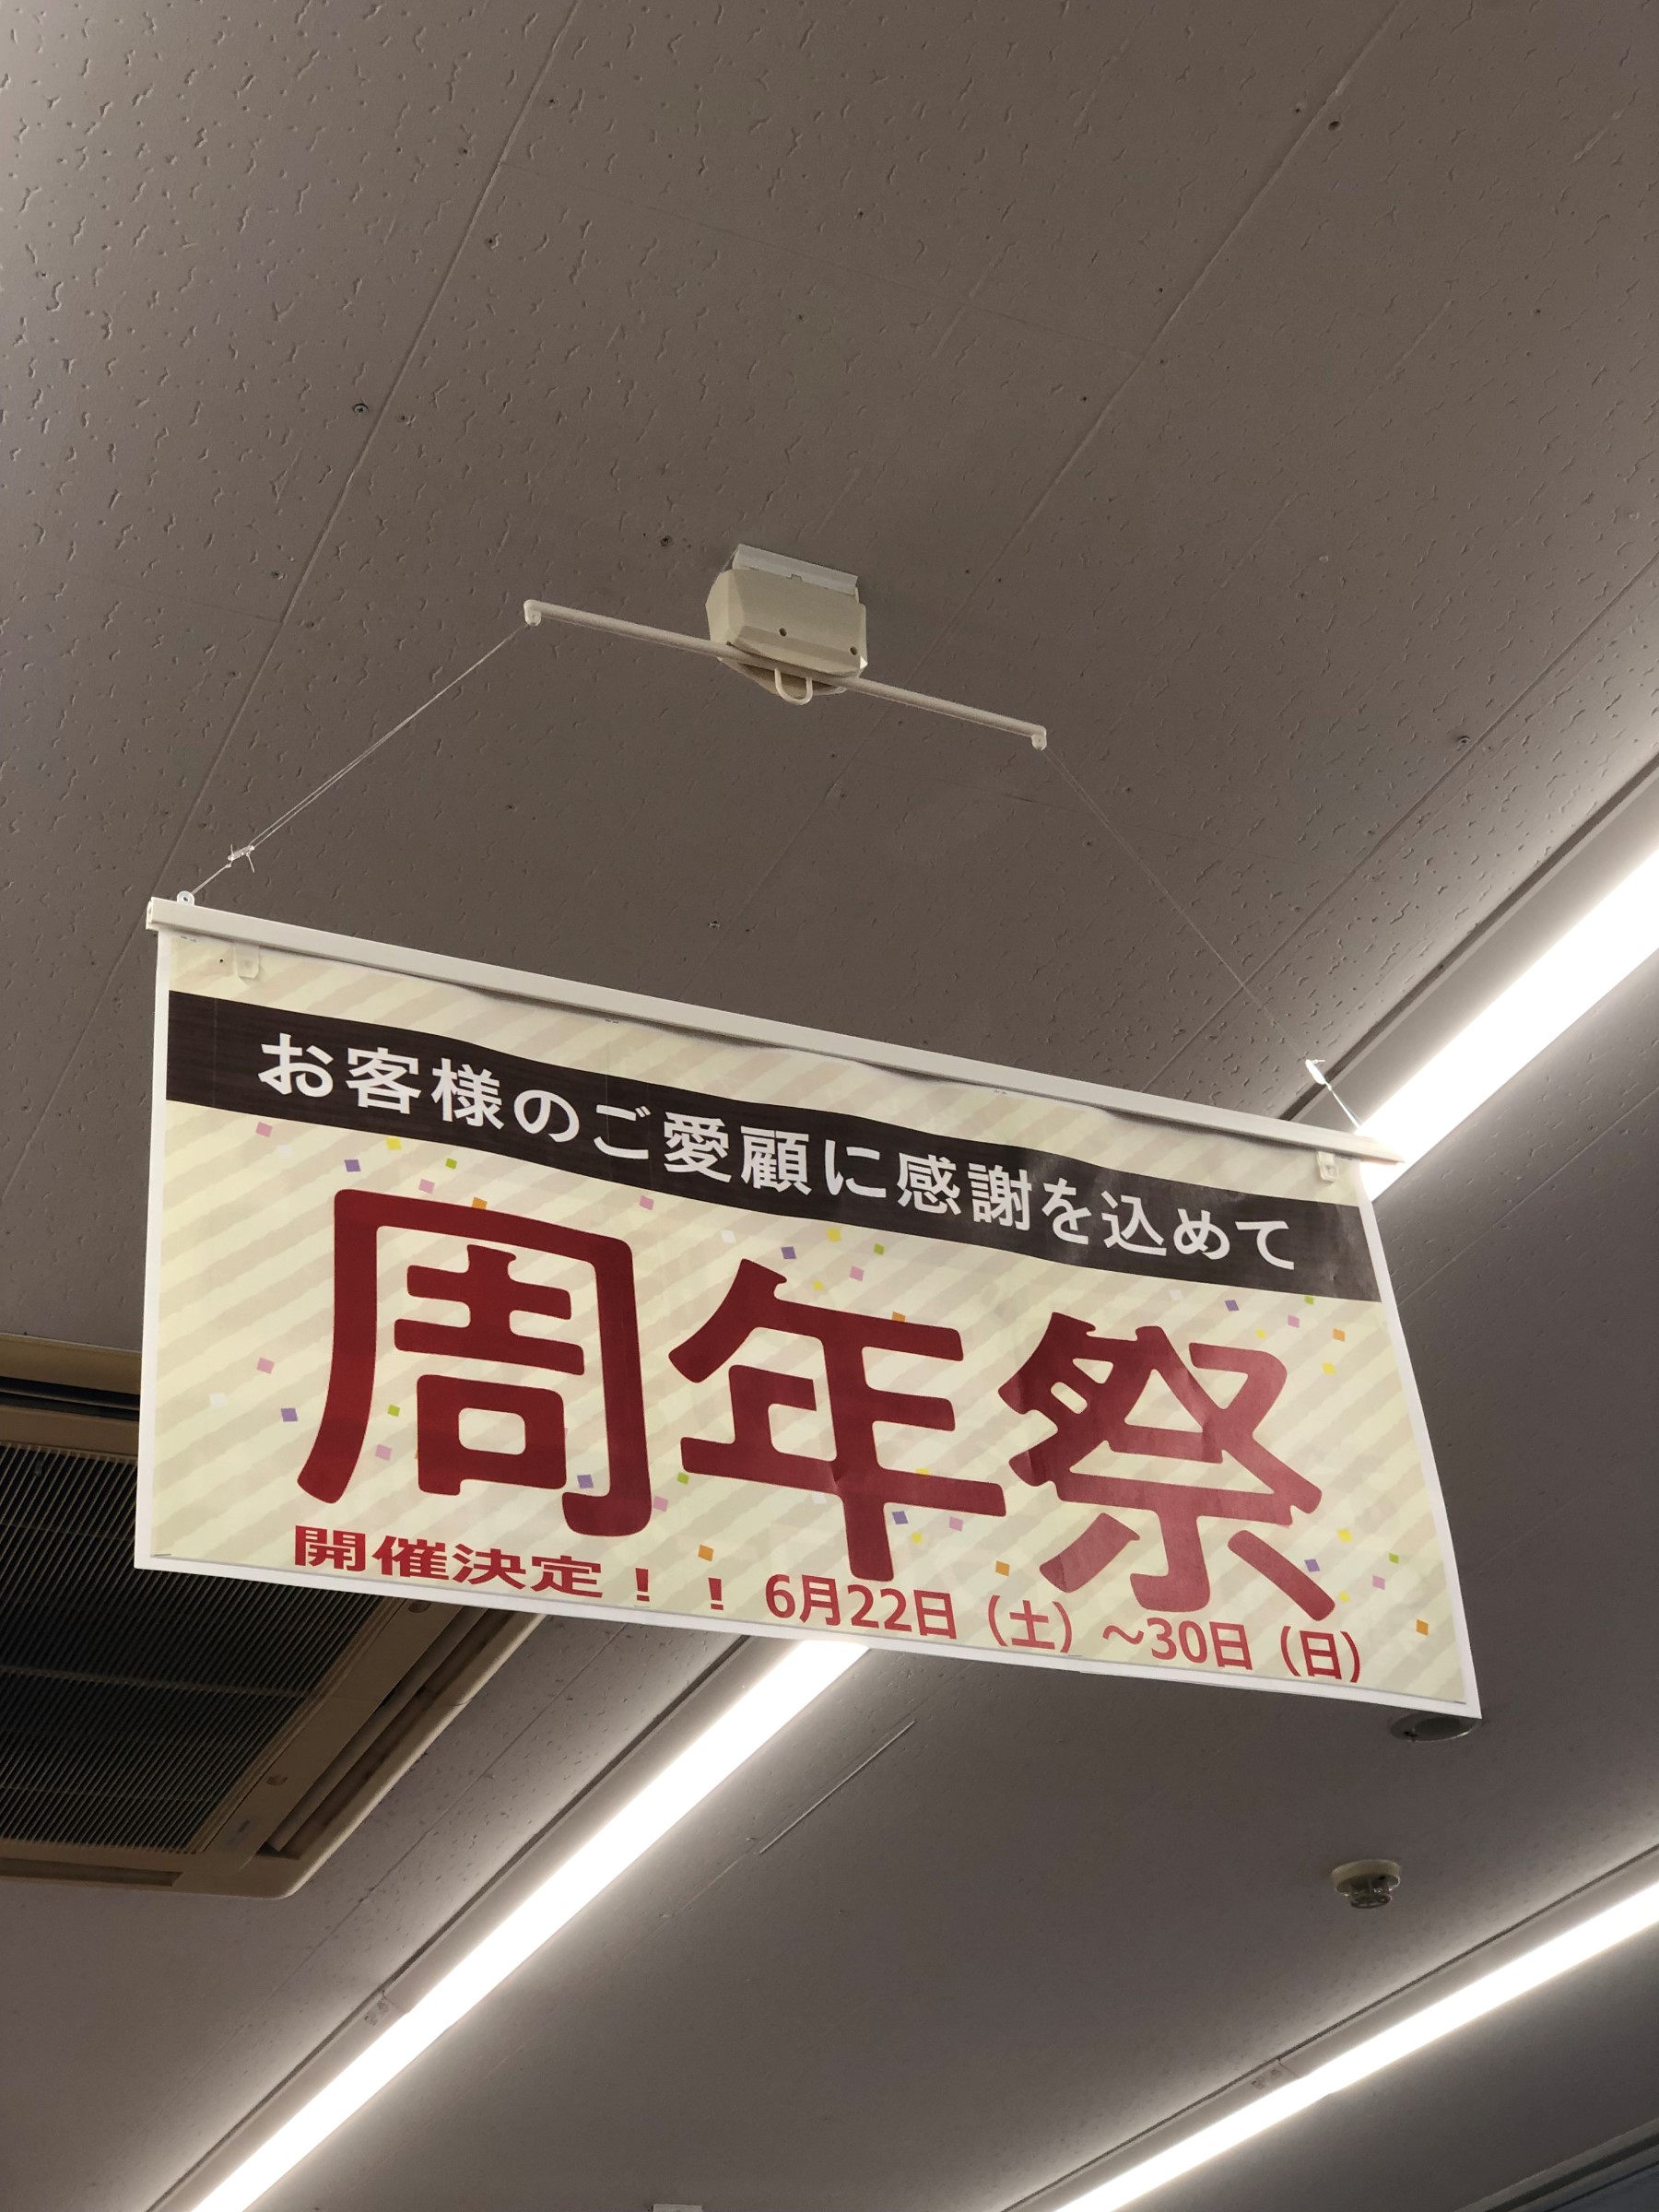 お客様のご愛顧に感謝を込めて
周年祭
開催決定！！ 6月22日（土）～30日（日）